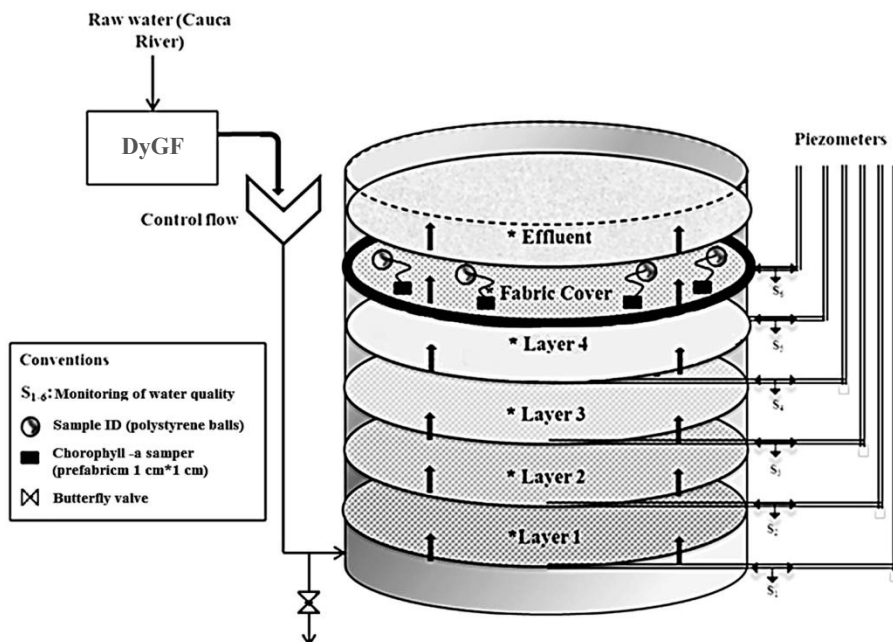 Raw water (Cauca
River)
DyGF
Control flow
Piezometers
* Effluent
* Fabric Cover
* Layer 4
* Layer 3
* Layer 2
*Layer 1
S6
S5
S4
S3
S2
S1
Conventions
S1-6: Monitoring of water quality
Sample ID (polystyrene balls)
Chorophyll -a samper
(prefabricm 1 cm*1 cm)
Butterfly valve